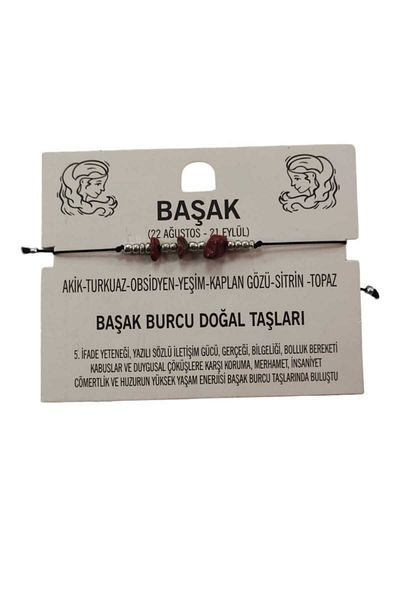 BAŞAK
(22 AĞUSTOS - 21 EYLÜL)
AKİK-TURKUAZ-OBSİDYEN-YEŞİM-KAPLAN GÖZÜ-SİTRİN -TOPAZ
BAŞAK BURCU DOĞAL TAŞLARI
5. İFADE YETENEĞİ, YAZILI SÖZLÜ İLETİŞİM GÜCÜ, GERÇEĞİ, BİLGELİĞİ, BOLLUK BEREKETİ
KABUSLAR VE DUYGUSAL ÇÖKÜŞLERE KARŞI KORUMA, MERHAMET, İNSANİYET
CÖMERTLİK VE HUZURUN YÜKSEK YAŞAM ENERJİSİ BAŞAK BURCU TAŞLARINDA BULUŞTU